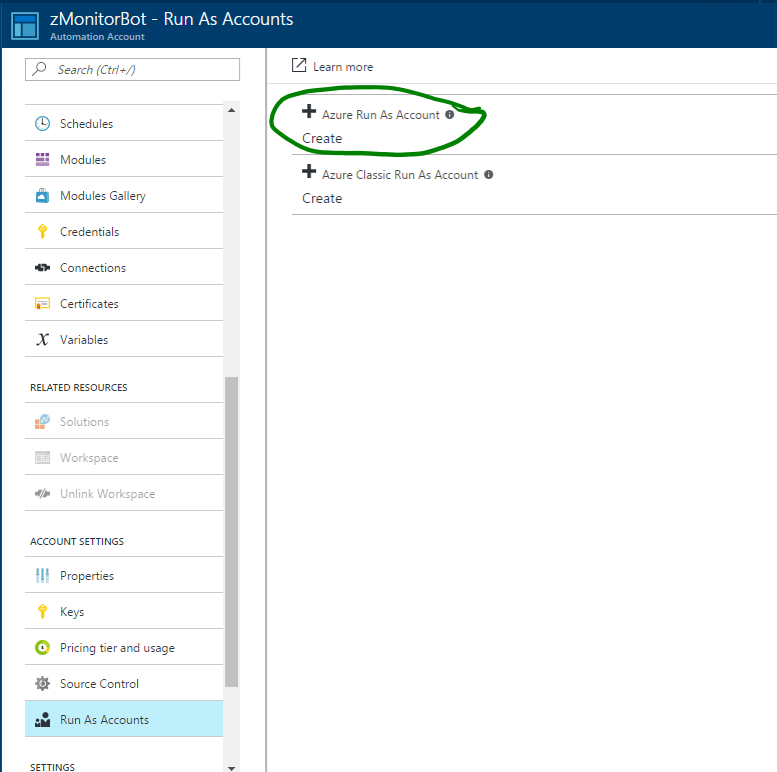 zMonitorBot - Run As Accounts
Automation Account
Search (Ctrl+/)
Schedules
Modules
Modules Gallery
Credentials
Connections
Certificates
Variables
RELATED RESOURCES
Solutions
Workspace
Unlink Workspace
ACCOUNT SETTINGS
Properties
Keys
Pricing tier and usage
Source Control
Run As Accounts
SETTINGS
Learn more
Azure Run As Account
Create
Azure Classic Run As Account
Create